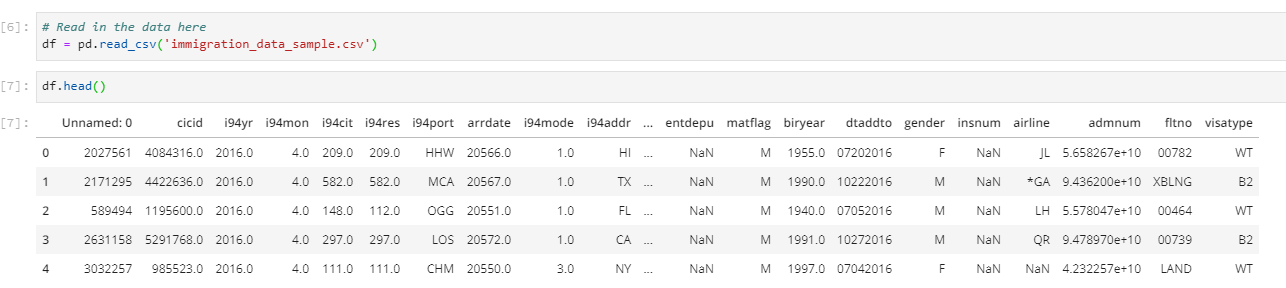 [6]: # Read in the data here
df = pd.read_csv('immigration_data_sample.csv')
[7]: df.head()
[7]: Unnamed: 0 cicid i94yr i94mon i94cit i94res i94port arrdate i94mode i94addr ... entdepu matflag biryear dtaddto gender insnum airline admnum fltno visatype
0 2027561 4084316.0 2016.0 4.0 209.0 209.0 HHW 20566.0 1.0 HI ... NaN M 1955.0 07202016 F NaN JL 5.658267e+10 00782 WT
1 2171295 4422636.0 2016.0 4.0 582.0 582.0 MCA 20567.0 1.0 TX ... NaN M 1990.0 10222016 M NaN *GA 9.436200e+10 XBLNG B2
2 589494 1195600.0 2016.0 4.0 148.0 112.0 OGG 20551.0 1.0 FL ... NaN M 1940.0 07052016 M NaN LH 5.578047e+10 00464 WT
3 2631158 5291768.0 2016.0 4.0 297.0 297.0 LOS 20572.0 1.0 CA ... NaN M 1991.0 10272016 M NaN QR 9.478970e+10 00739 B2
4 3032257 985523.0 2016.0 4.0 111.0 111.0 CHM 20550.0 3.0 NY ... NaN M 1997.0 07042016 F NaN NaN 4.232257e+10 LAND WT